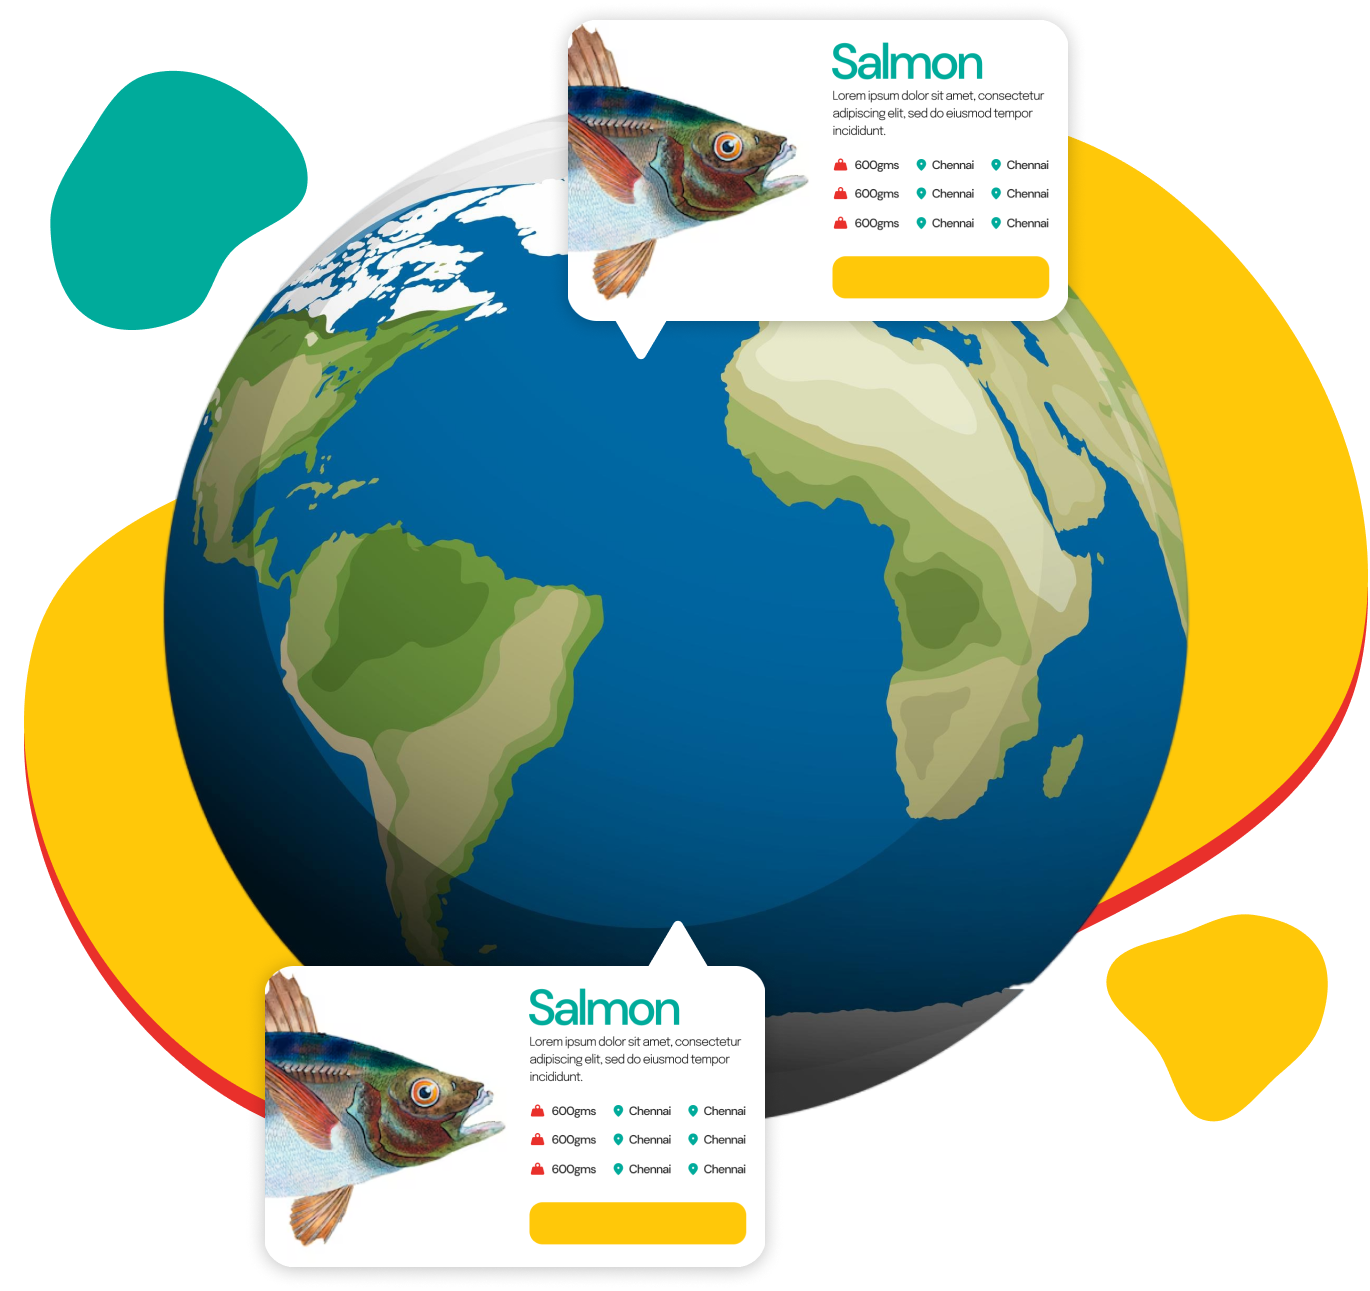 Salmon
Lorem ipsum dolor sit amet, consectetur
adipiscing elit, sed do eiusmod tempor
incididunt.
600gms Chennai Chennai
600gms Chennai Chennai
600gms Chennai Chennai
Salmon
Lorem ipsum dolor sit amet, consectetur
adipiscing elit, sed do eiusmod tempor
incididunt.
600gms Chennai Chennai
600gms Chennai Chennai
600gms Chennai Chennai